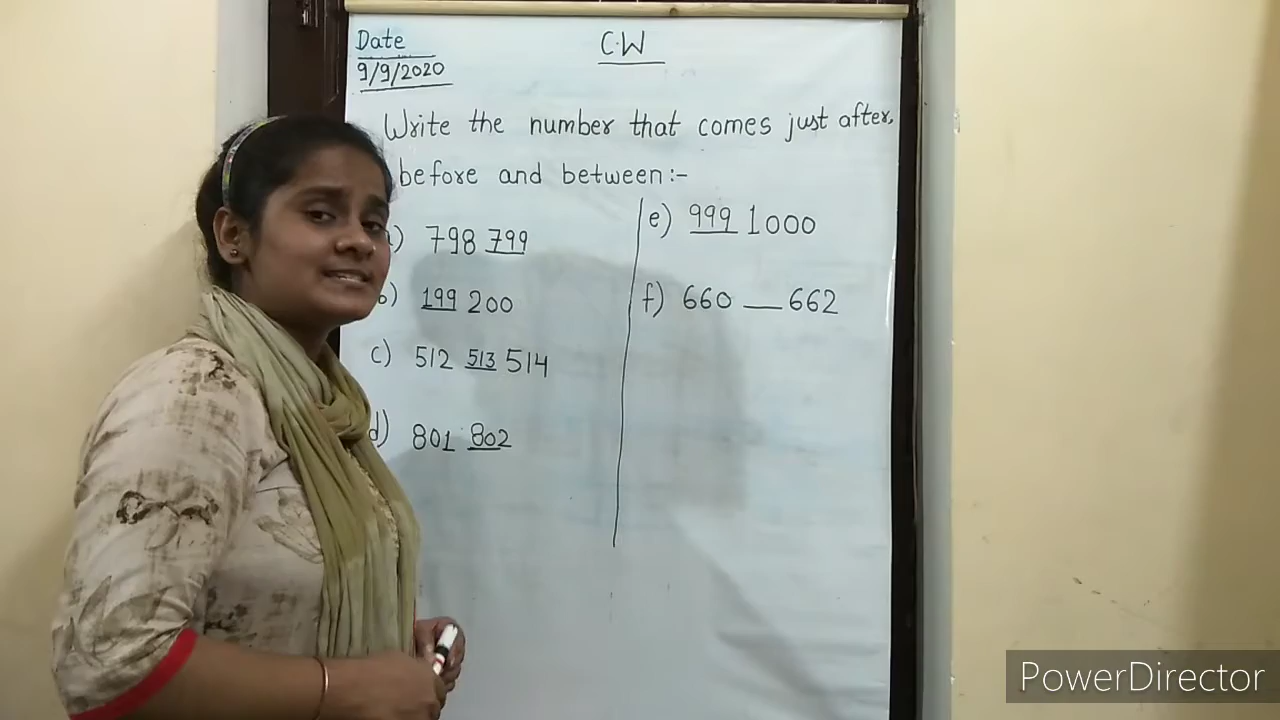 Date
C.W
9/9/2020
Write the number that comes just after,
before and between:-
) 798 799
b) 199 200
c) 512 513 514
d) 801 802
e) 999 1000
f) 660 __ 662
PowerDirector